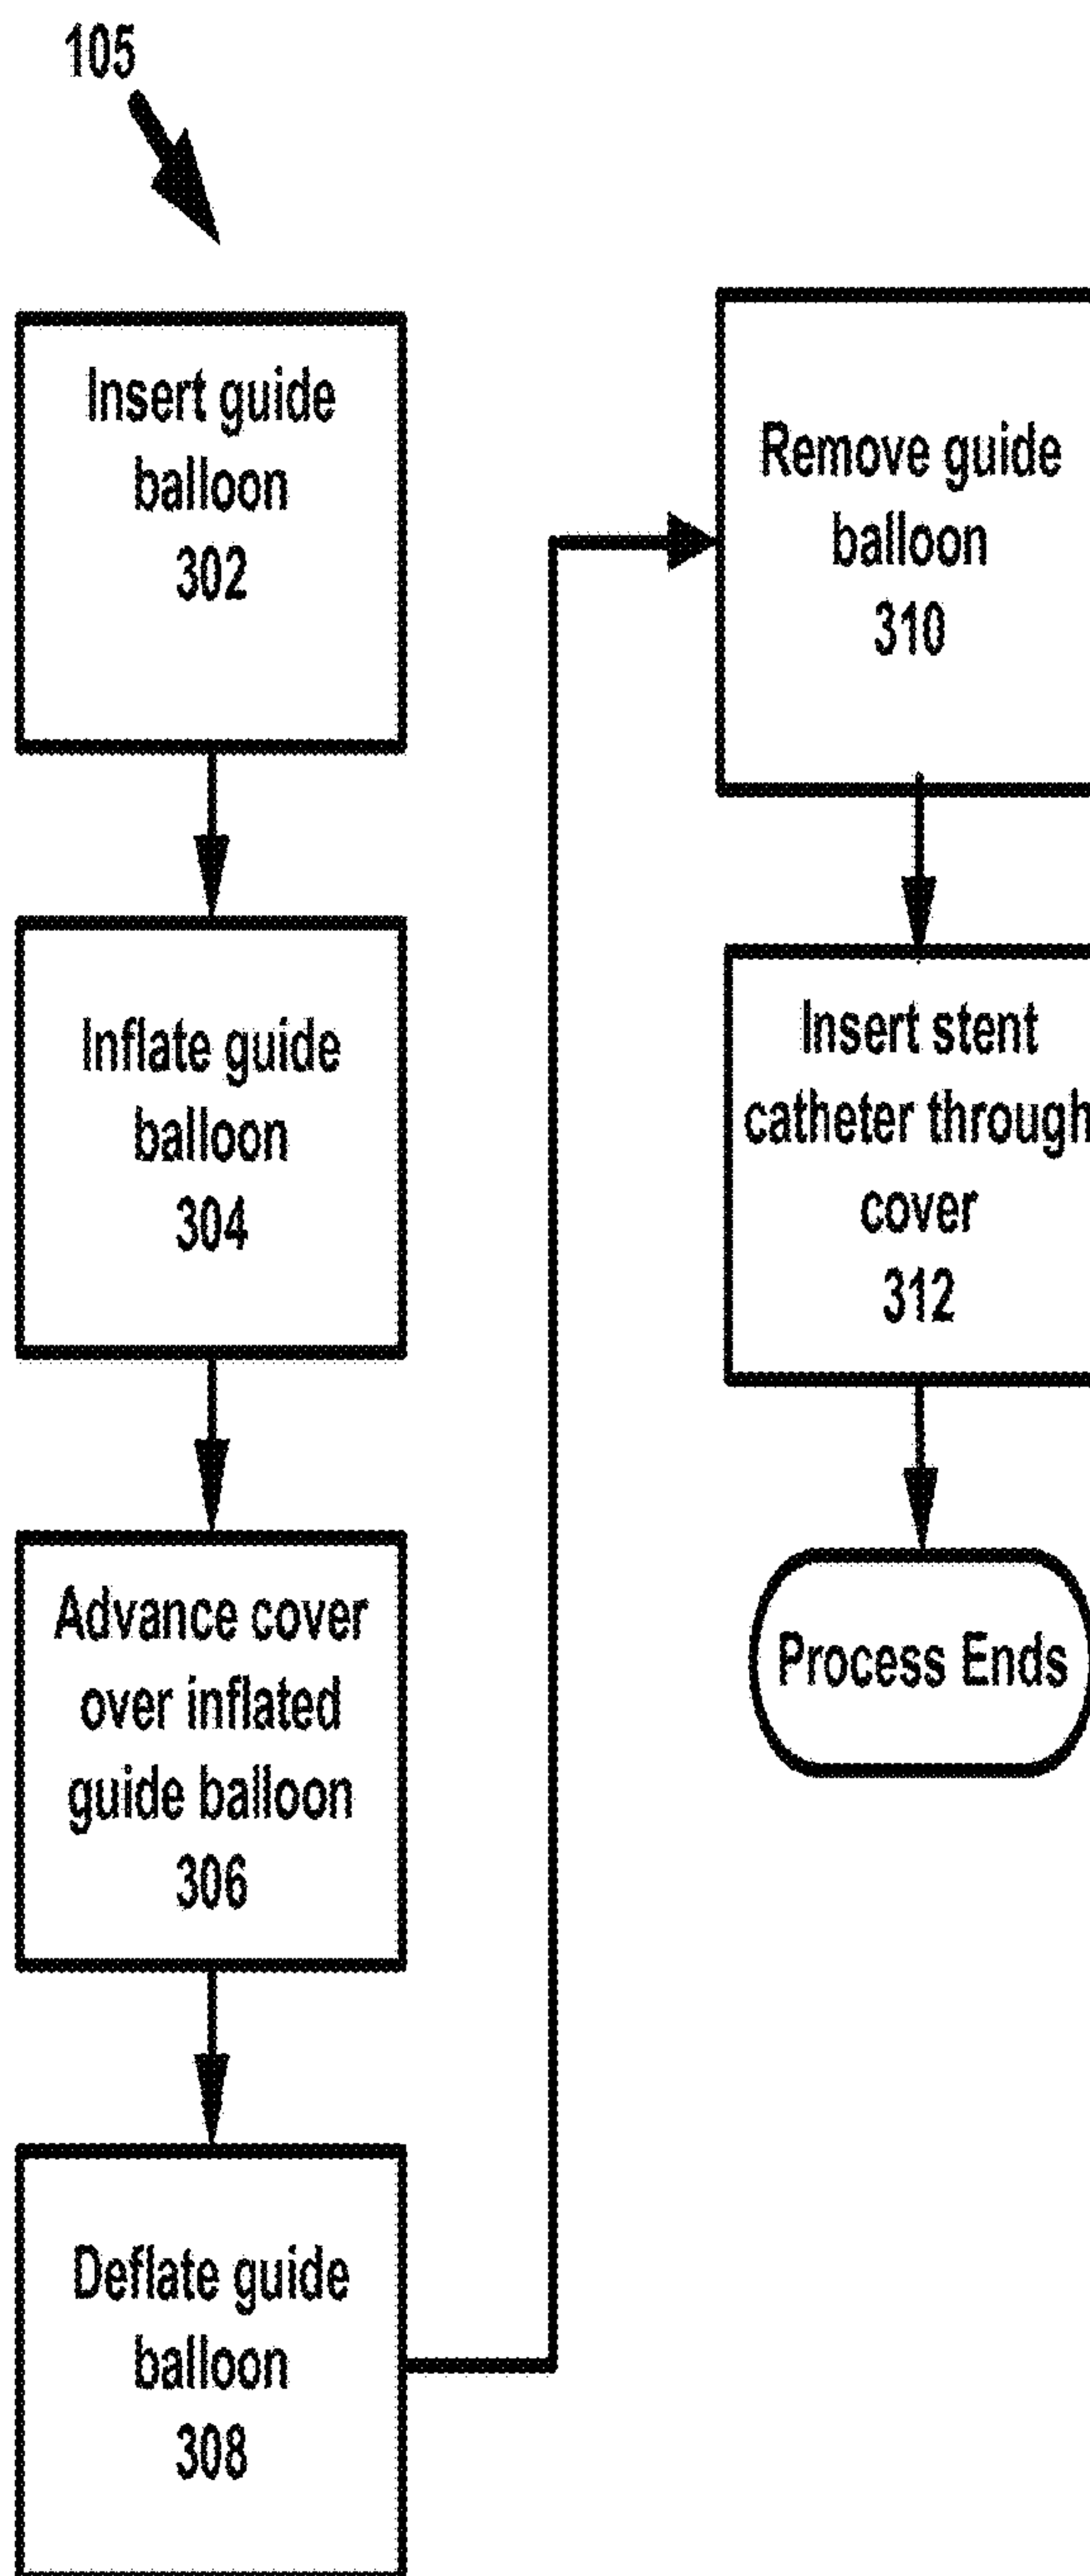 105
Insert guide
balloon
302
Inflate guide
balloon
304
Advance cover
over inflated
guide balloon
306
Deflate guide
balloon
308
Remove guide
balloon
310
Insert stent
catheter through
cover
312
Process Ends